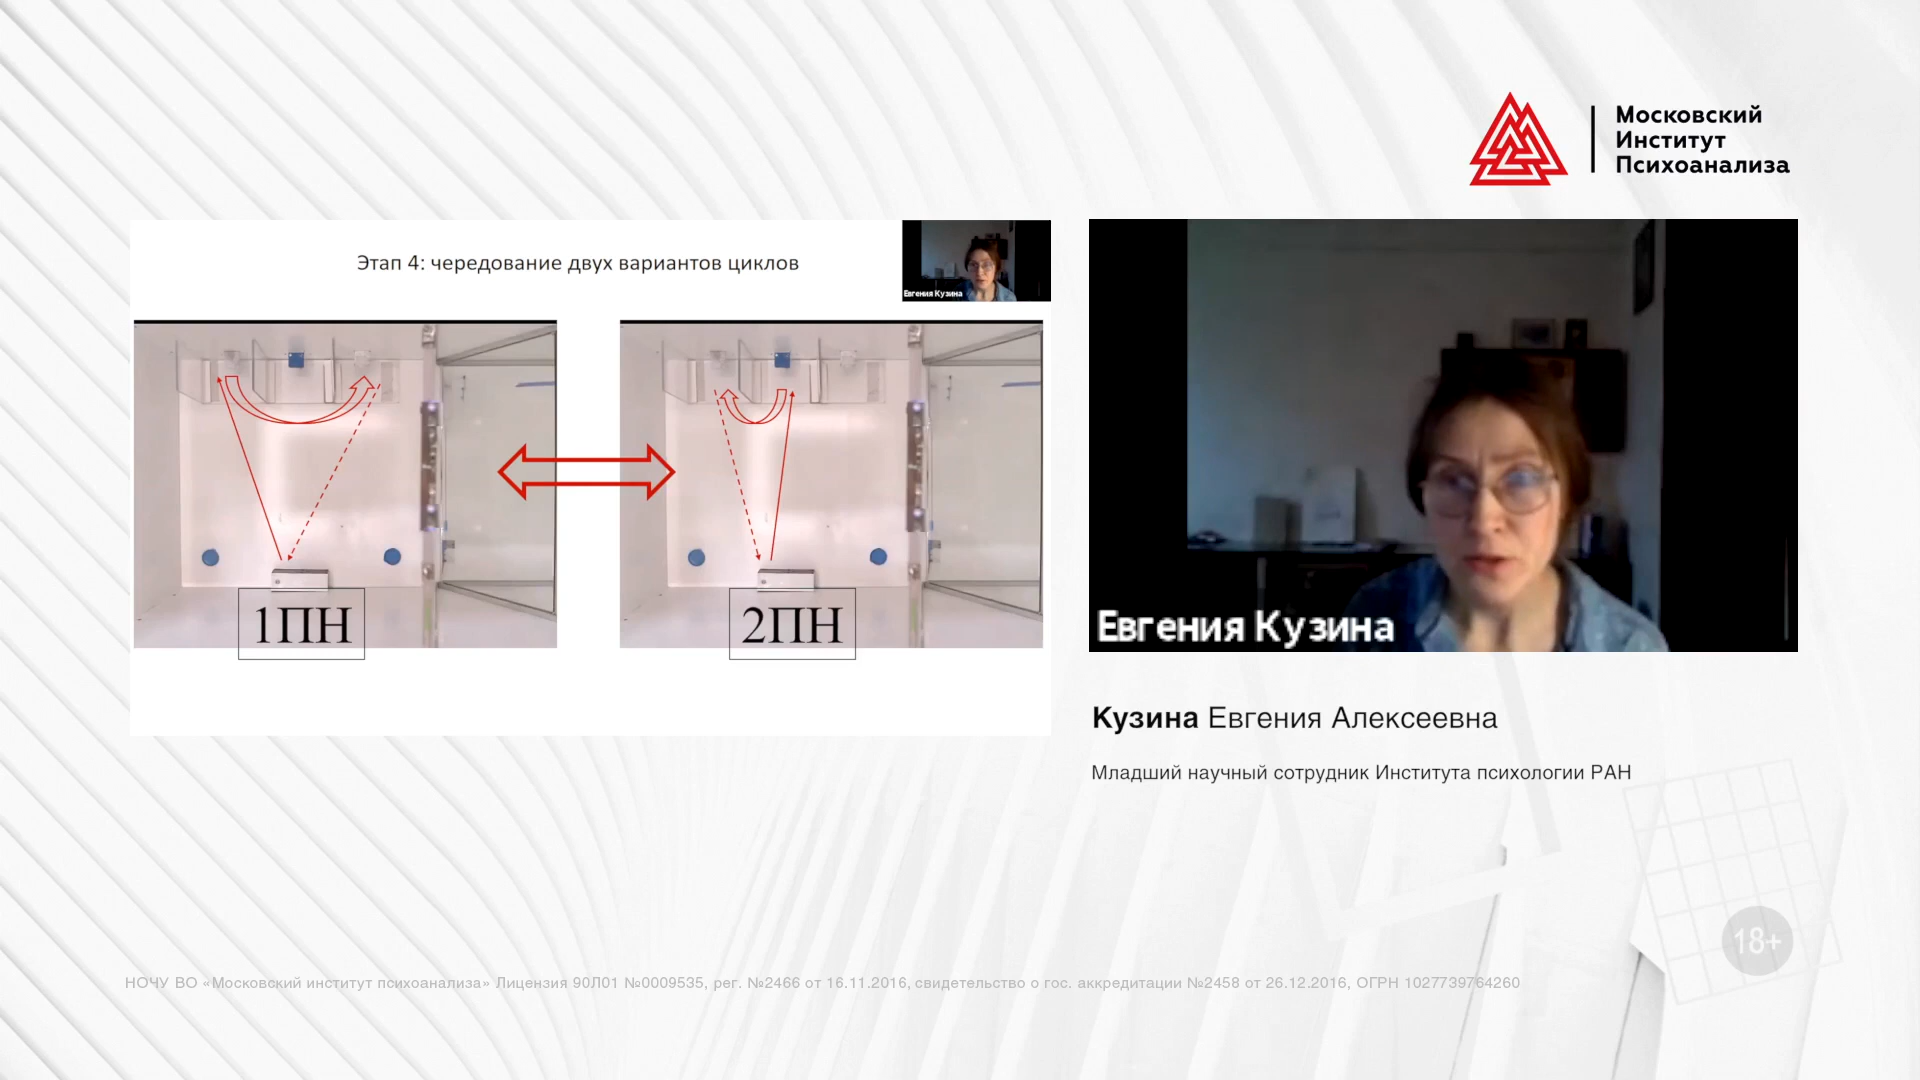 Московский
Институт
Психоанализа
Этап 4: чередование двух вариантов циклов
Евгения Кузина
1ПН
2ПН
Евгения Кузина
Кузина Евгения Алексеевна
Младший научный сотрудник Института психологии РАН
18+
НОЧУ ВО «Московский институт психоанализа» Лицензия 90Л01 №0009535, рег. №2466 от 16.11.2016, свидетельство о гос. аккредитации №2458 от 26.12.2016, ОГРН 1027739764260